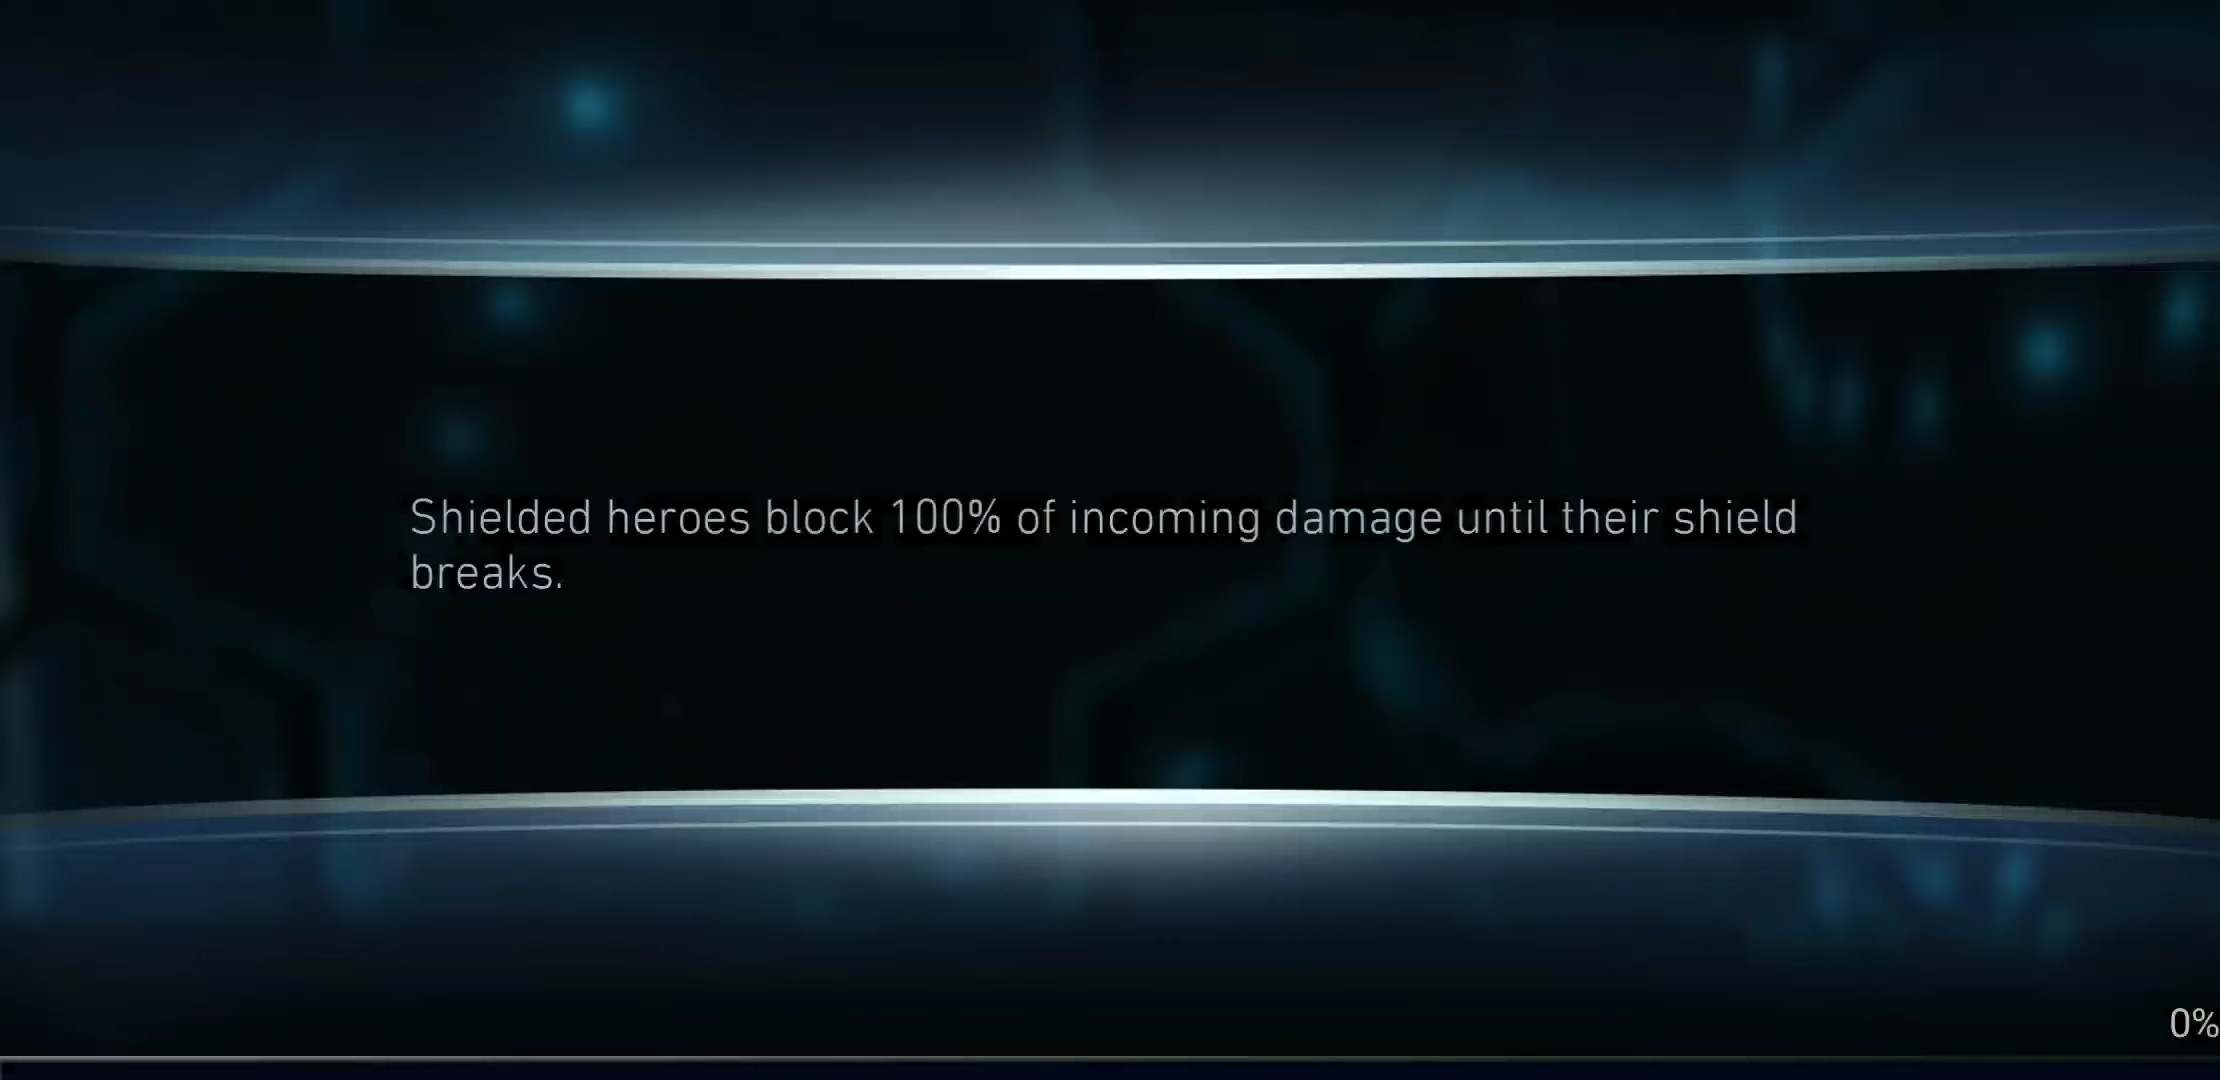 Shielded heroes block 100% of incoming damage until their shield
breaks.
0%